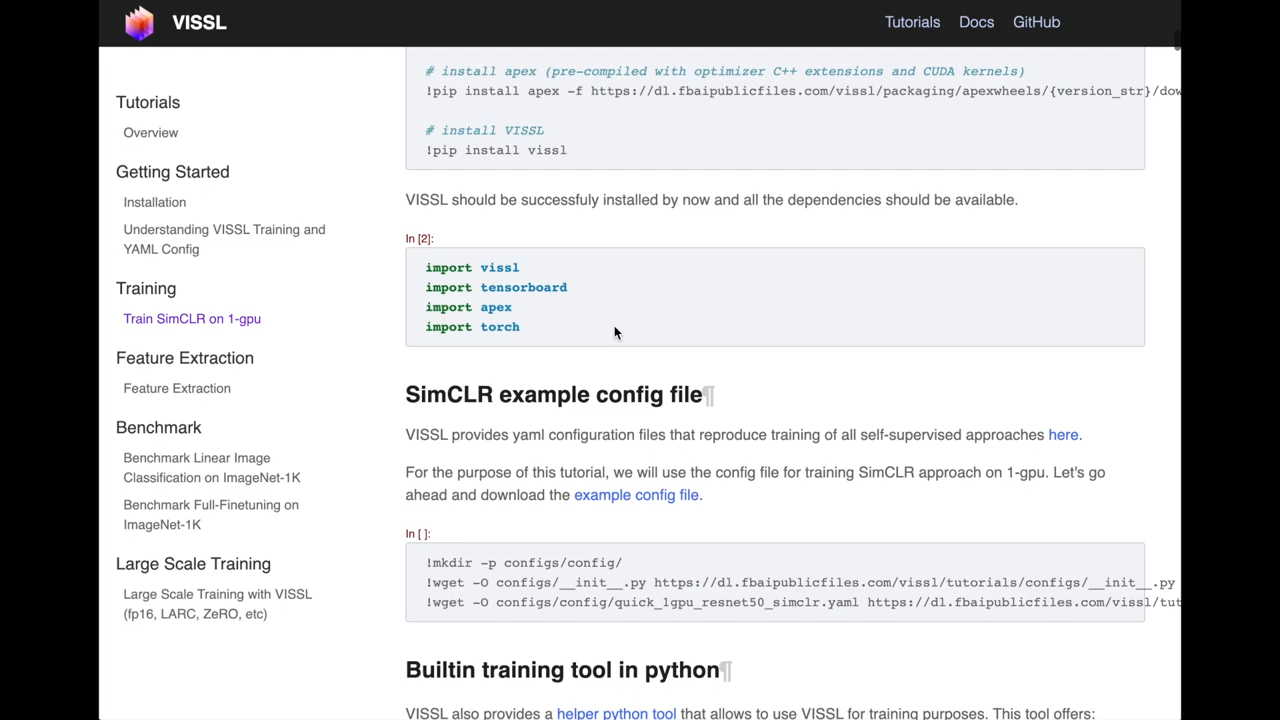 VISSL
Tutorials Docs GitHub
Tutorials
Overview
Getting Started
Installation
Understanding VISSL Training and
YAML Config
Training
Train SimCLR on 1-gpu
Feature Extraction
Feature Extraction
Benchmark
Benchmark Linear Image
Classification on ImageNet-1K
Benchmark Full-Finetuning on
ImageNet-1K
Large Scale Training
Large Scale Training with VISSL
(fp16, LARC, ZeRO, etc)
# install apex (pre-compiled with optimizer C++ extensions and CUDA kernels)
!pip install apex -f https://dl.fbaipublicfiles.com/vissl/packaging/apexwheels/{version_str}/dow
# install VISSL
!pip install vissl
VISSL should be successfuly installed by now and all the dependencies should be available.
In [2]:
import vissl
import tensorboard
import apex
import torch
SimCLR example config file¶
VISSL provides yaml configuration files that reproduce training of all self-supervised approaches here.
For the purpose of this tutorial, we will use the config file for training SimCLR approach on 1-gpu. Let's go
ahead and download the example config file.
In [ ]:
!mkdir -p configs/config/
!wget -O configs/__init__.py https://dl.fbaipublicfiles.com/vissl/tutorials/configs/__init__.py
!wget -O configs/config/quick_1gpu_resnet50_simclr.yaml https://dl.fbaipublicfiles.com/vissl/tut
Builtin training tool in python¶
VISSL also provides a helper python tool that allows to use VISSL for training purposes. This tool offers: